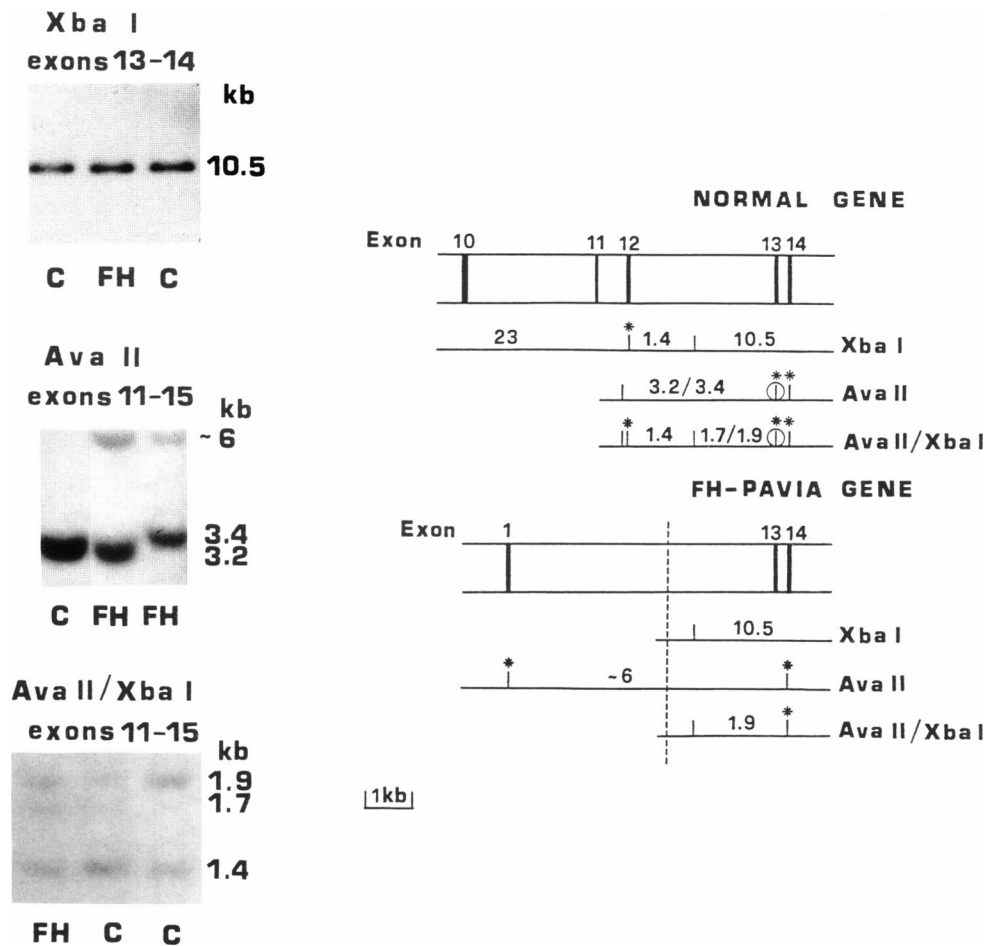 Xba I
exons 13-14
kb
10.5
C FH C
Ava II
exons 11-15
kb
~6
3.4
3.2
C FH FH
Ava II/Xba I
exons 11-15
kb
1.9
1.7
1.4
FH C C
NORMAL GENE
Exon 10 11 12 13 14
23 * 1.4 10.5 Xba I
3.2/3.4 ** Ava II
* 1.4 1.7/1.9 ** Ava II/Xba I
FH-PAVIA GENE
Exon 1 13 14
10.5 Xba I
* ~6 * Ava II
1.9 * Ava II/Xba I
1kb